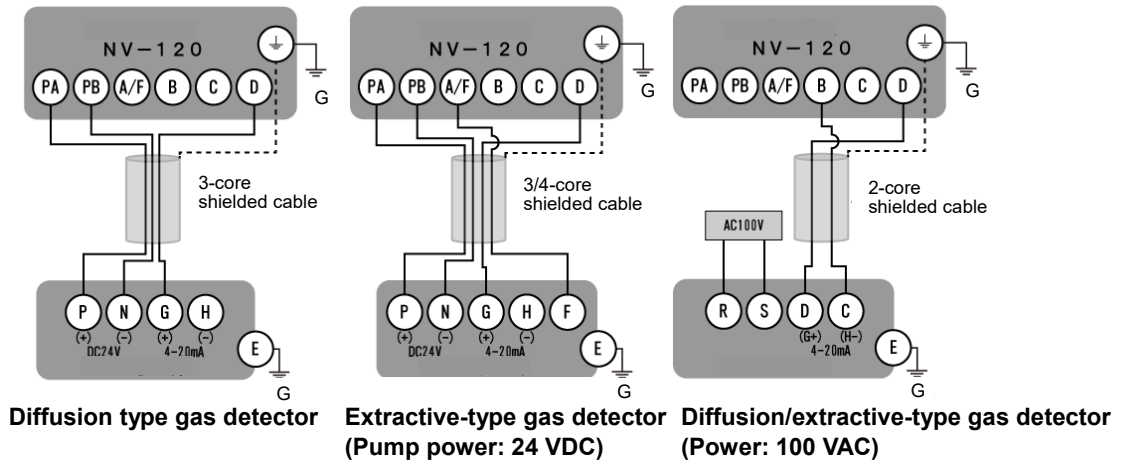 NV-120
PA PB A/F B C D
G
3-core
shielded cable
P N G H
(+) (-) (+) (-)
DC24V 4-20mA
E
G
Diffusion type gas detector
NV-120
PA PB A/F B C D
G
3/4-core
shielded cable
P N G H F
(+) (-) (+) (-)
DC24V 4-20mA
E
G
Extractive-type gas detector
(Pump power: 24 VDC)
NV-120
PA PB A/F B C D
G
2-core
shielded cable
AC100V
R S D C
(G+) (H-)
4-20mA
E
G
Diffusion/extractive-type gas detector
(Power: 100 VAC)